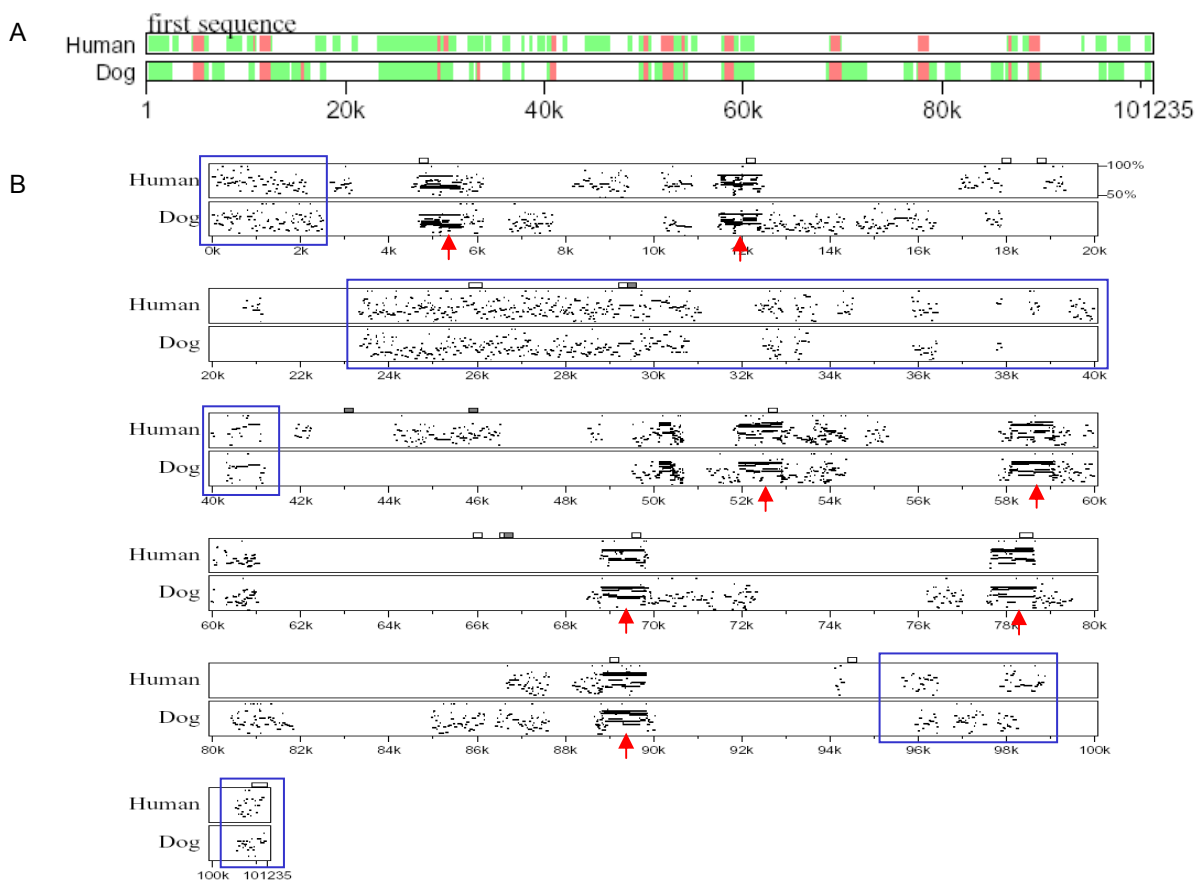 A
first sequence
Human
Dog
1 20k 40k 60k 80k 101235
B
Human 100%
50%
Dog
0k 2k 4k 6k 8k 10k 12k 14k 16k 18k 20k
Human
Dog
20k 22k 24k 26k 28k 30k 32k 34k 36k 38k 40k
Human
Dog
40k 42k 44k 46k 48k 50k 52k 54k 56k 58k 60k
Human
Dog
60k 62k 64k 66k 68k 70k 72k 74k 76k 78k 80k
Human
Dog
80k 82k 84k 86k 88k 90k 92k 94k 96k 98k 100k
Human
Dog
100k 101235